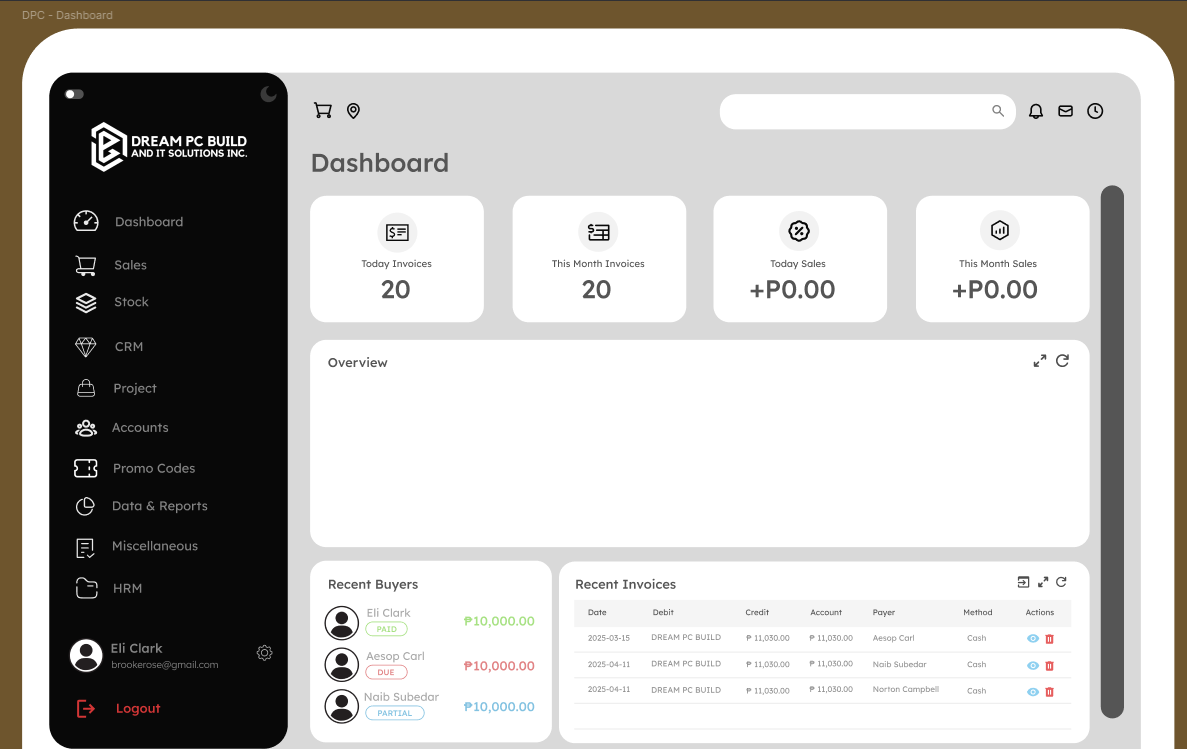 DPC - Dashboard
DREAM PC BUILD
AND IT SOLUTIONS INC.
Dashboard
Sales
Stock
CRM
Project
Accounts
Promo Codes
Data & Reports
Miscellaneous
HRM
Eli Clark
brookerose@gmail.com
Logout
Dashboard
Today Invoices
20
This Month Invoices
20
Today Sales
+P0.00
This Month Sales
+P0.00
Overview
Recent Buyers
Eli Clark
PAID
₱10,000.00
Aesop Carl
DUE
₱10,000.00
Naib Subedar
PARTIAL
₱10,000.00
Recent Invoices
Date Debit Credit Account Payer Method Actions
2025-03-15 DREAM PC BUILD ₱ 11,030.00 ₱ 11,030.00 Aesop Carl Cash
2025-04-11 DREAM PC BUILD ₱ 11,030.00 ₱ 11,030.00 Naib Subedar Cash
2025-04-11 DREAM PC BUILD ₱ 11,030.00 ₱ 11,030.00 Norton Campbell Cash